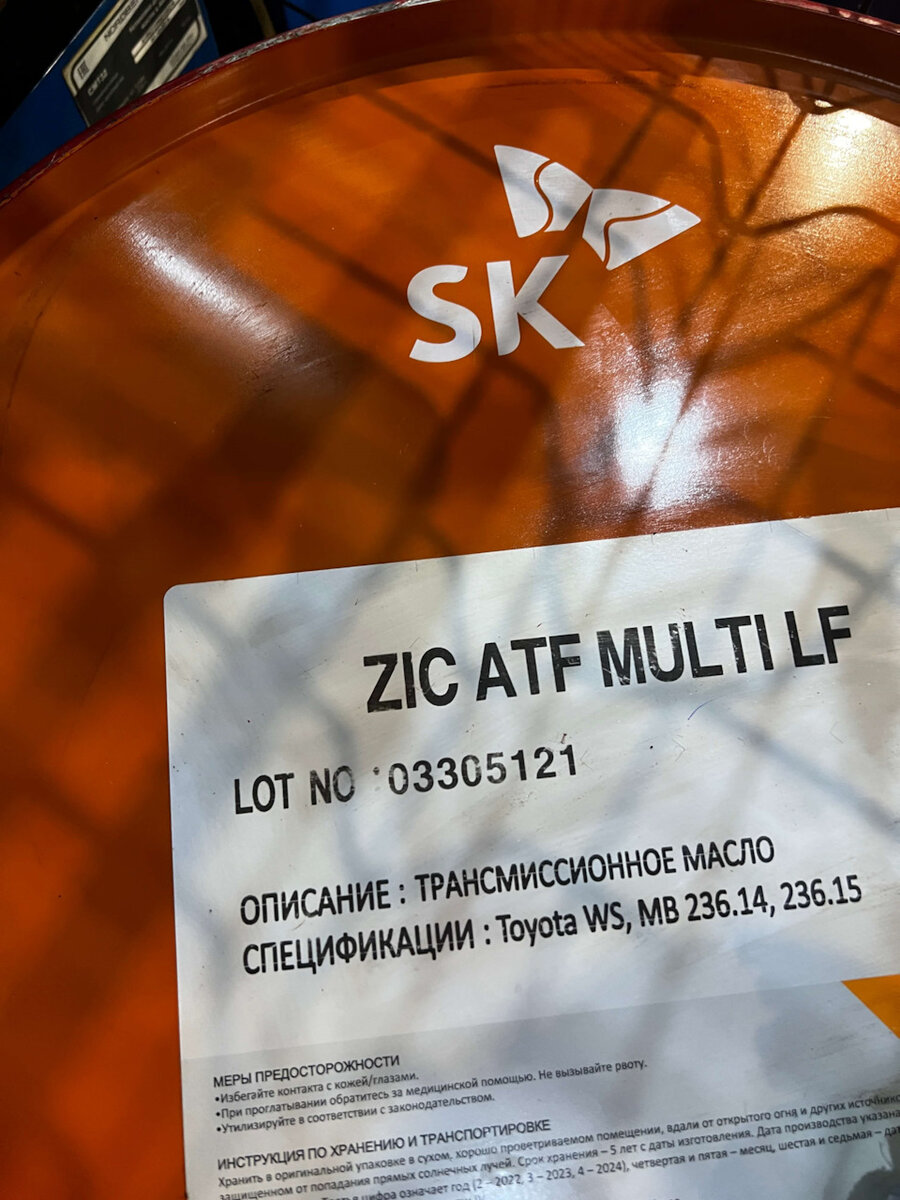 SK
ZIC ATF MULTI LF
LOT NO 03305121
ОПИСАНИЕ : ТРАНСМИССИОННОЕ МАСЛО
СПЕЦИФИКАЦИИ : Toyota WS, MB 236.14, 236.15
МЕРЫ ПРЕДОСТОРОЖНОСТИ
•Избегайте контакта с кожей/глазами.
•При проглатывании обратитесь за медицинской помощью. Не вызывайте рвоту.
•Утилизируйте в соответствии с законодательством.
ИНСТРУКЦИЯ ПО ХРАНЕНИЮ И ТРАНСПОРТИРОВКЕ
Хранить в оригинальной упаковке в сухом, хорошо проветриваемом помещении, вдали от открытого огня и других
защищенном от попадания прямых солнечных лучей. Срок хранения – 5 лет с даты изготовления. Дата производства
цифра означает год (2 – 2022, 3 – 2023, 4 – 2024), четвертая и пятая – месяц, шестая и седьмая –